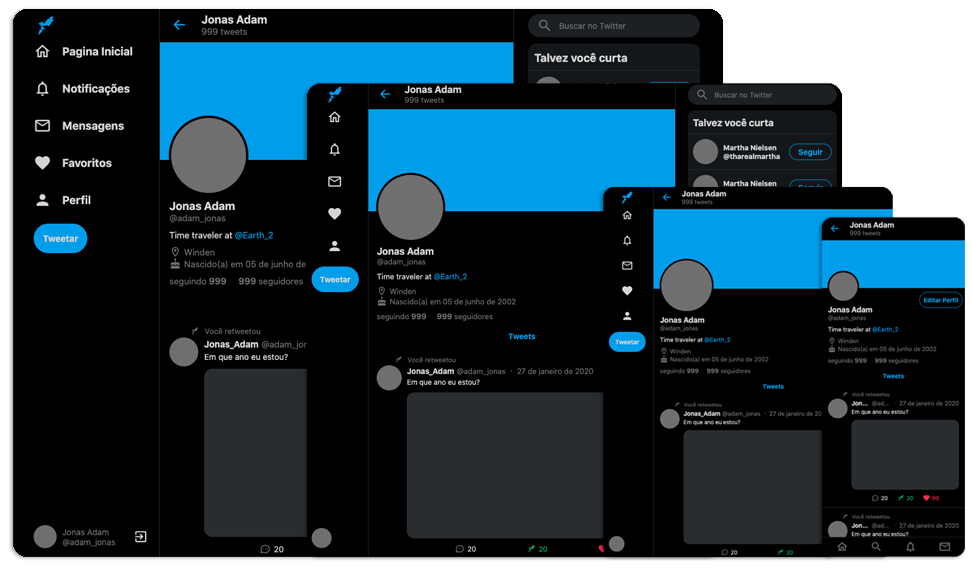 Jonas Adam
999 tweets
Pagina Inicial
Notificações
Mensagens
Favoritos
Perfil
Tweetar
Jonas Adam
@adam_jonas
Time traveler at @Earth_2
Winden
Nascido(a) em 05 de junho de
seguindo 999 999 seguidores
Você retweetou
Jonas_Adam @adam_jor
Em que ano eu estou?
20
Jonas Adam
@adam_jonas
Buscar no Twitter
Talvez você curta
Jonas Adam
999 tweets
Tweetar
Jonas Adam
@adam_jonas
Time traveler at @Earth_2
Winden
Nascido(a) em 05 de junho de 2002
seguindo 999 999 seguidores
Tweets
Você retweetou
Jonas_Adam @adam_jonas · 27 de janeiro de 2020
Em que ano eu estou?
20 20
Buscar no Twitter
Talvez você curta
Martha Nielsen
@tharealmartha
Seguir
Martha Nielsen
Seguir
Jonas Adam
999 tweets
Tweetar
Jonas Adam
@adam_jonas
Time traveler at @Earth_2
Winden
Nascido(a) em 05 de junho de 2002
seguindo 999 999 seguidores
Tweets
Você retweetou
Jonas_Adam @adam_jonas · 27 de janeiro de 20
Em que ano eu estou?
20 20
Jonas Adam
999 tweets
Editar Perfil
Jonas Adam
@adam_jonas
Time traveler at @Earth_2
Winden
Nascido(a) em 05 de junho de 2002
seguindo 999 999 seguidores
Tweets
Você retweetou
Jon... @ad... · 27 de janeiro de 2020
Em que ano eu estou?
20 20 99
Você retweetou
Jon... @ad... · 27 de janeiro de 2020
Em que ano eu estou?